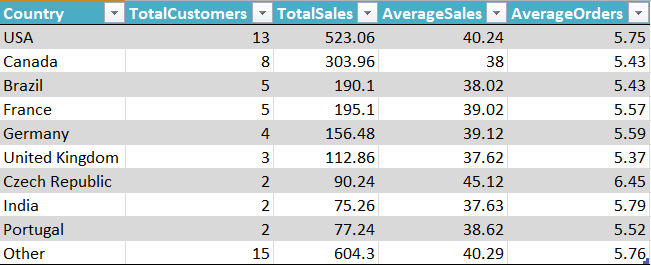 Country TotalCustomers TotalSales AverageSales AverageOrders
USA 13 523.06 40.24 5.75
Canada 8 303.96 38 5.43
Brazil 5 190.1 38.02 5.43
France 5 195.1 39.02 5.57
Germany 4 156.48 39.12 5.59
United Kingdom 3 112.86 37.62 5.37
Czech Republic 2 90.24 45.12 6.45
India 2 75.26 37.63 5.79
Portugal 2 77.24 38.62 5.52
Other 15 604.3 40.29 5.76